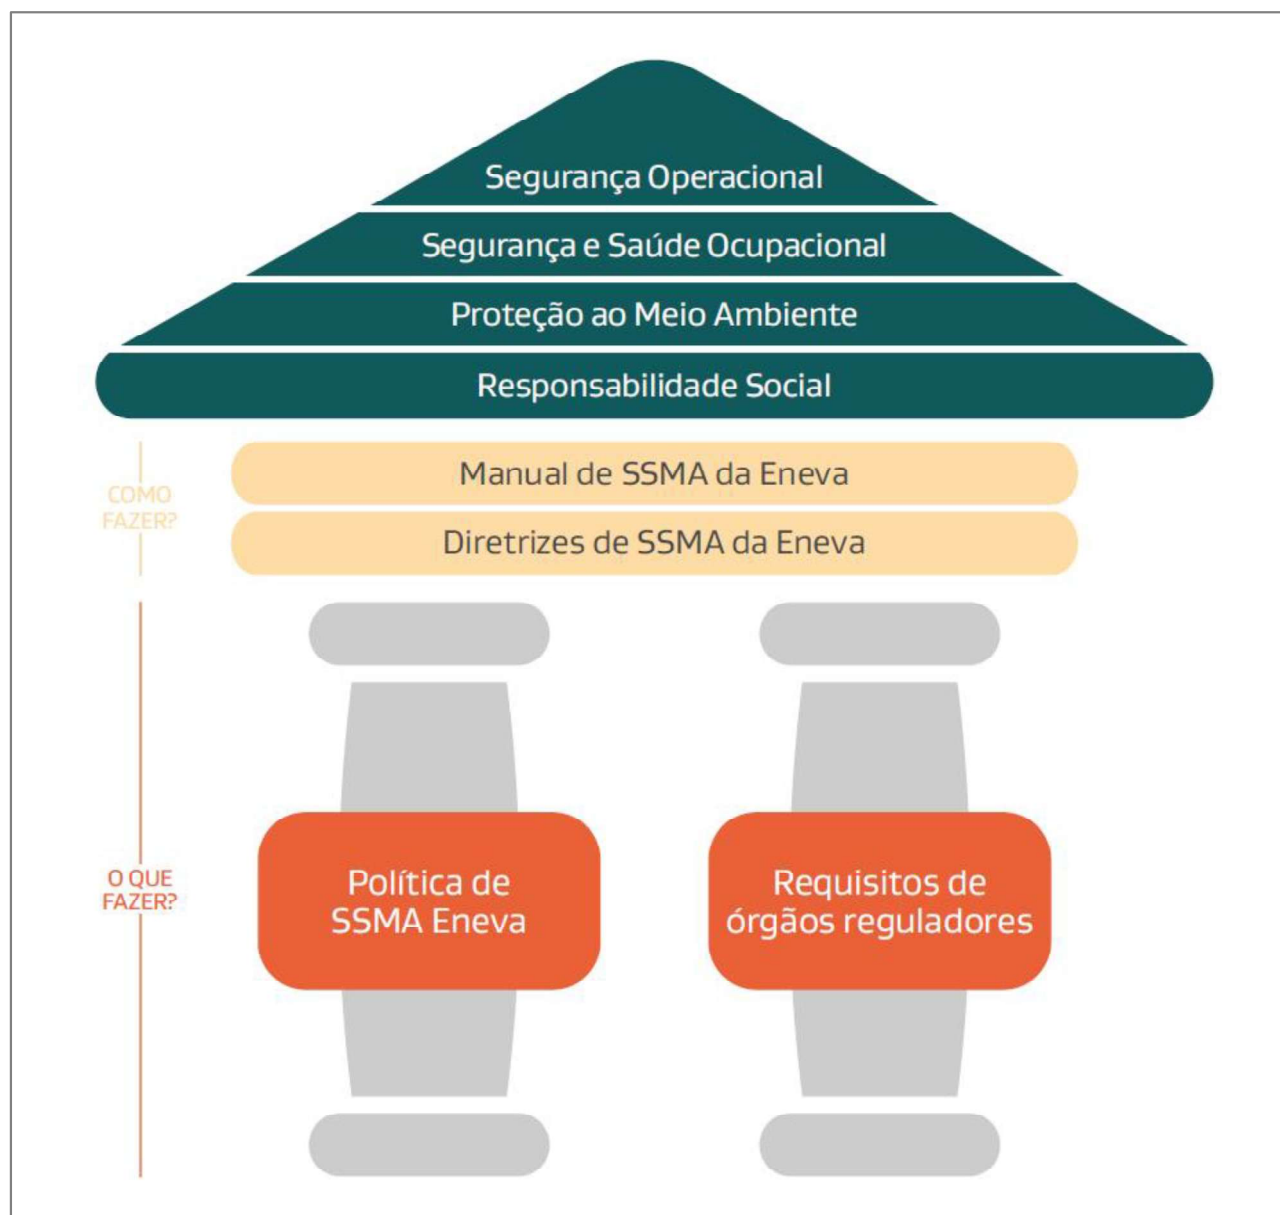 Segurança Operacional
Segurança e Saúde Ocupacional
Proteção ao Meio Ambiente
Responsabilidade Social
COMO
FAZER?
Manual de SSMA da Eneva
Diretrizes de SSMA da Eneva
O QUE
FAZER?
Política de
SSMA Eneva
Requisitos de
órgãos reguladores